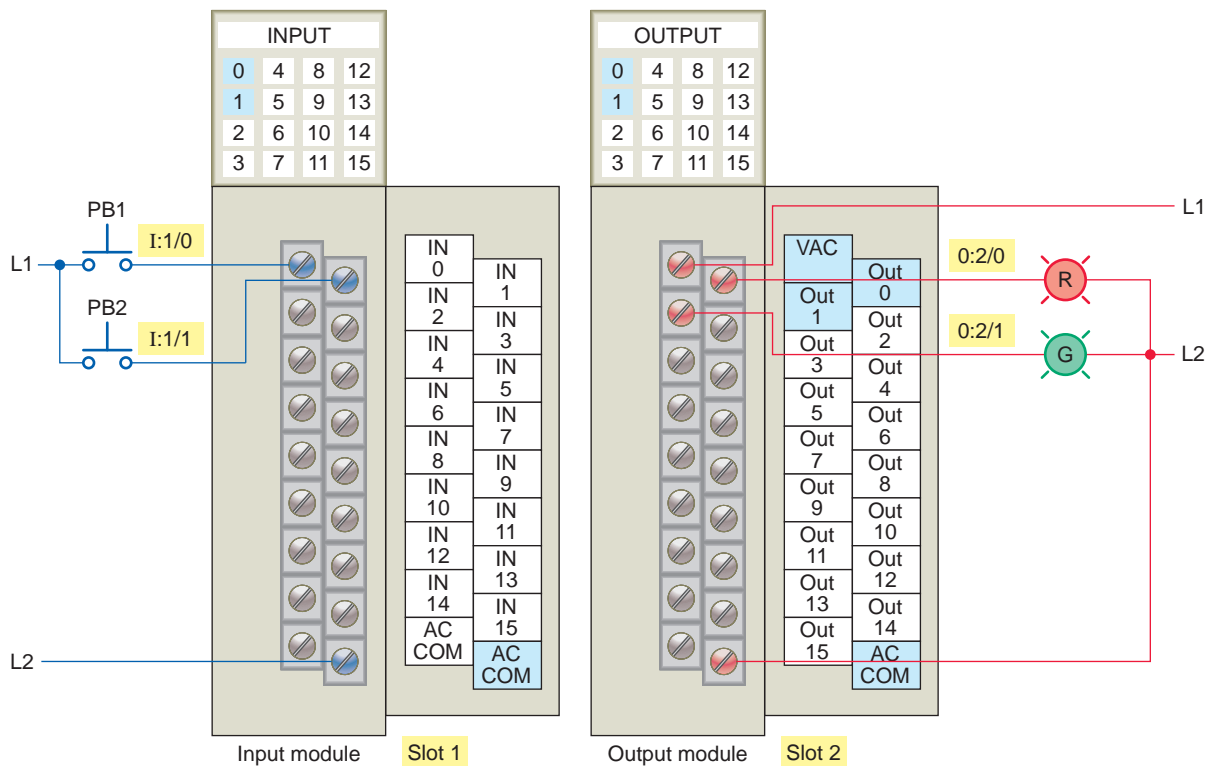 INPUT
0 4 8 12
1 5 9 13
2 6 10 14
3 7 11 15
OUTPUT
0 4 8 12
1 5 9 13
2 6 10 14
3 7 11 15
PB1
I:1/0
L1
PB2
I:1/1
L2
IN
0
IN
1
IN
2
IN
3
IN
4
IN
5
IN
6
IN
7
IN
8
IN
9
IN
10
IN
11
IN
12
IN
13
IN
14
IN
15
AC
COM
AC
COM
VAC
Out
0
Out
1
Out
2
Out
3
Out
4
Out
5
Out
6
Out
7
Out
8
Out
9
Out
10
Out
11
Out
12
Out
13
Out
14
Out
15
AC
COM
L1
0:2/0
R
0:2/1
G
L2
Input module
Slot 1
Output module
Slot 2